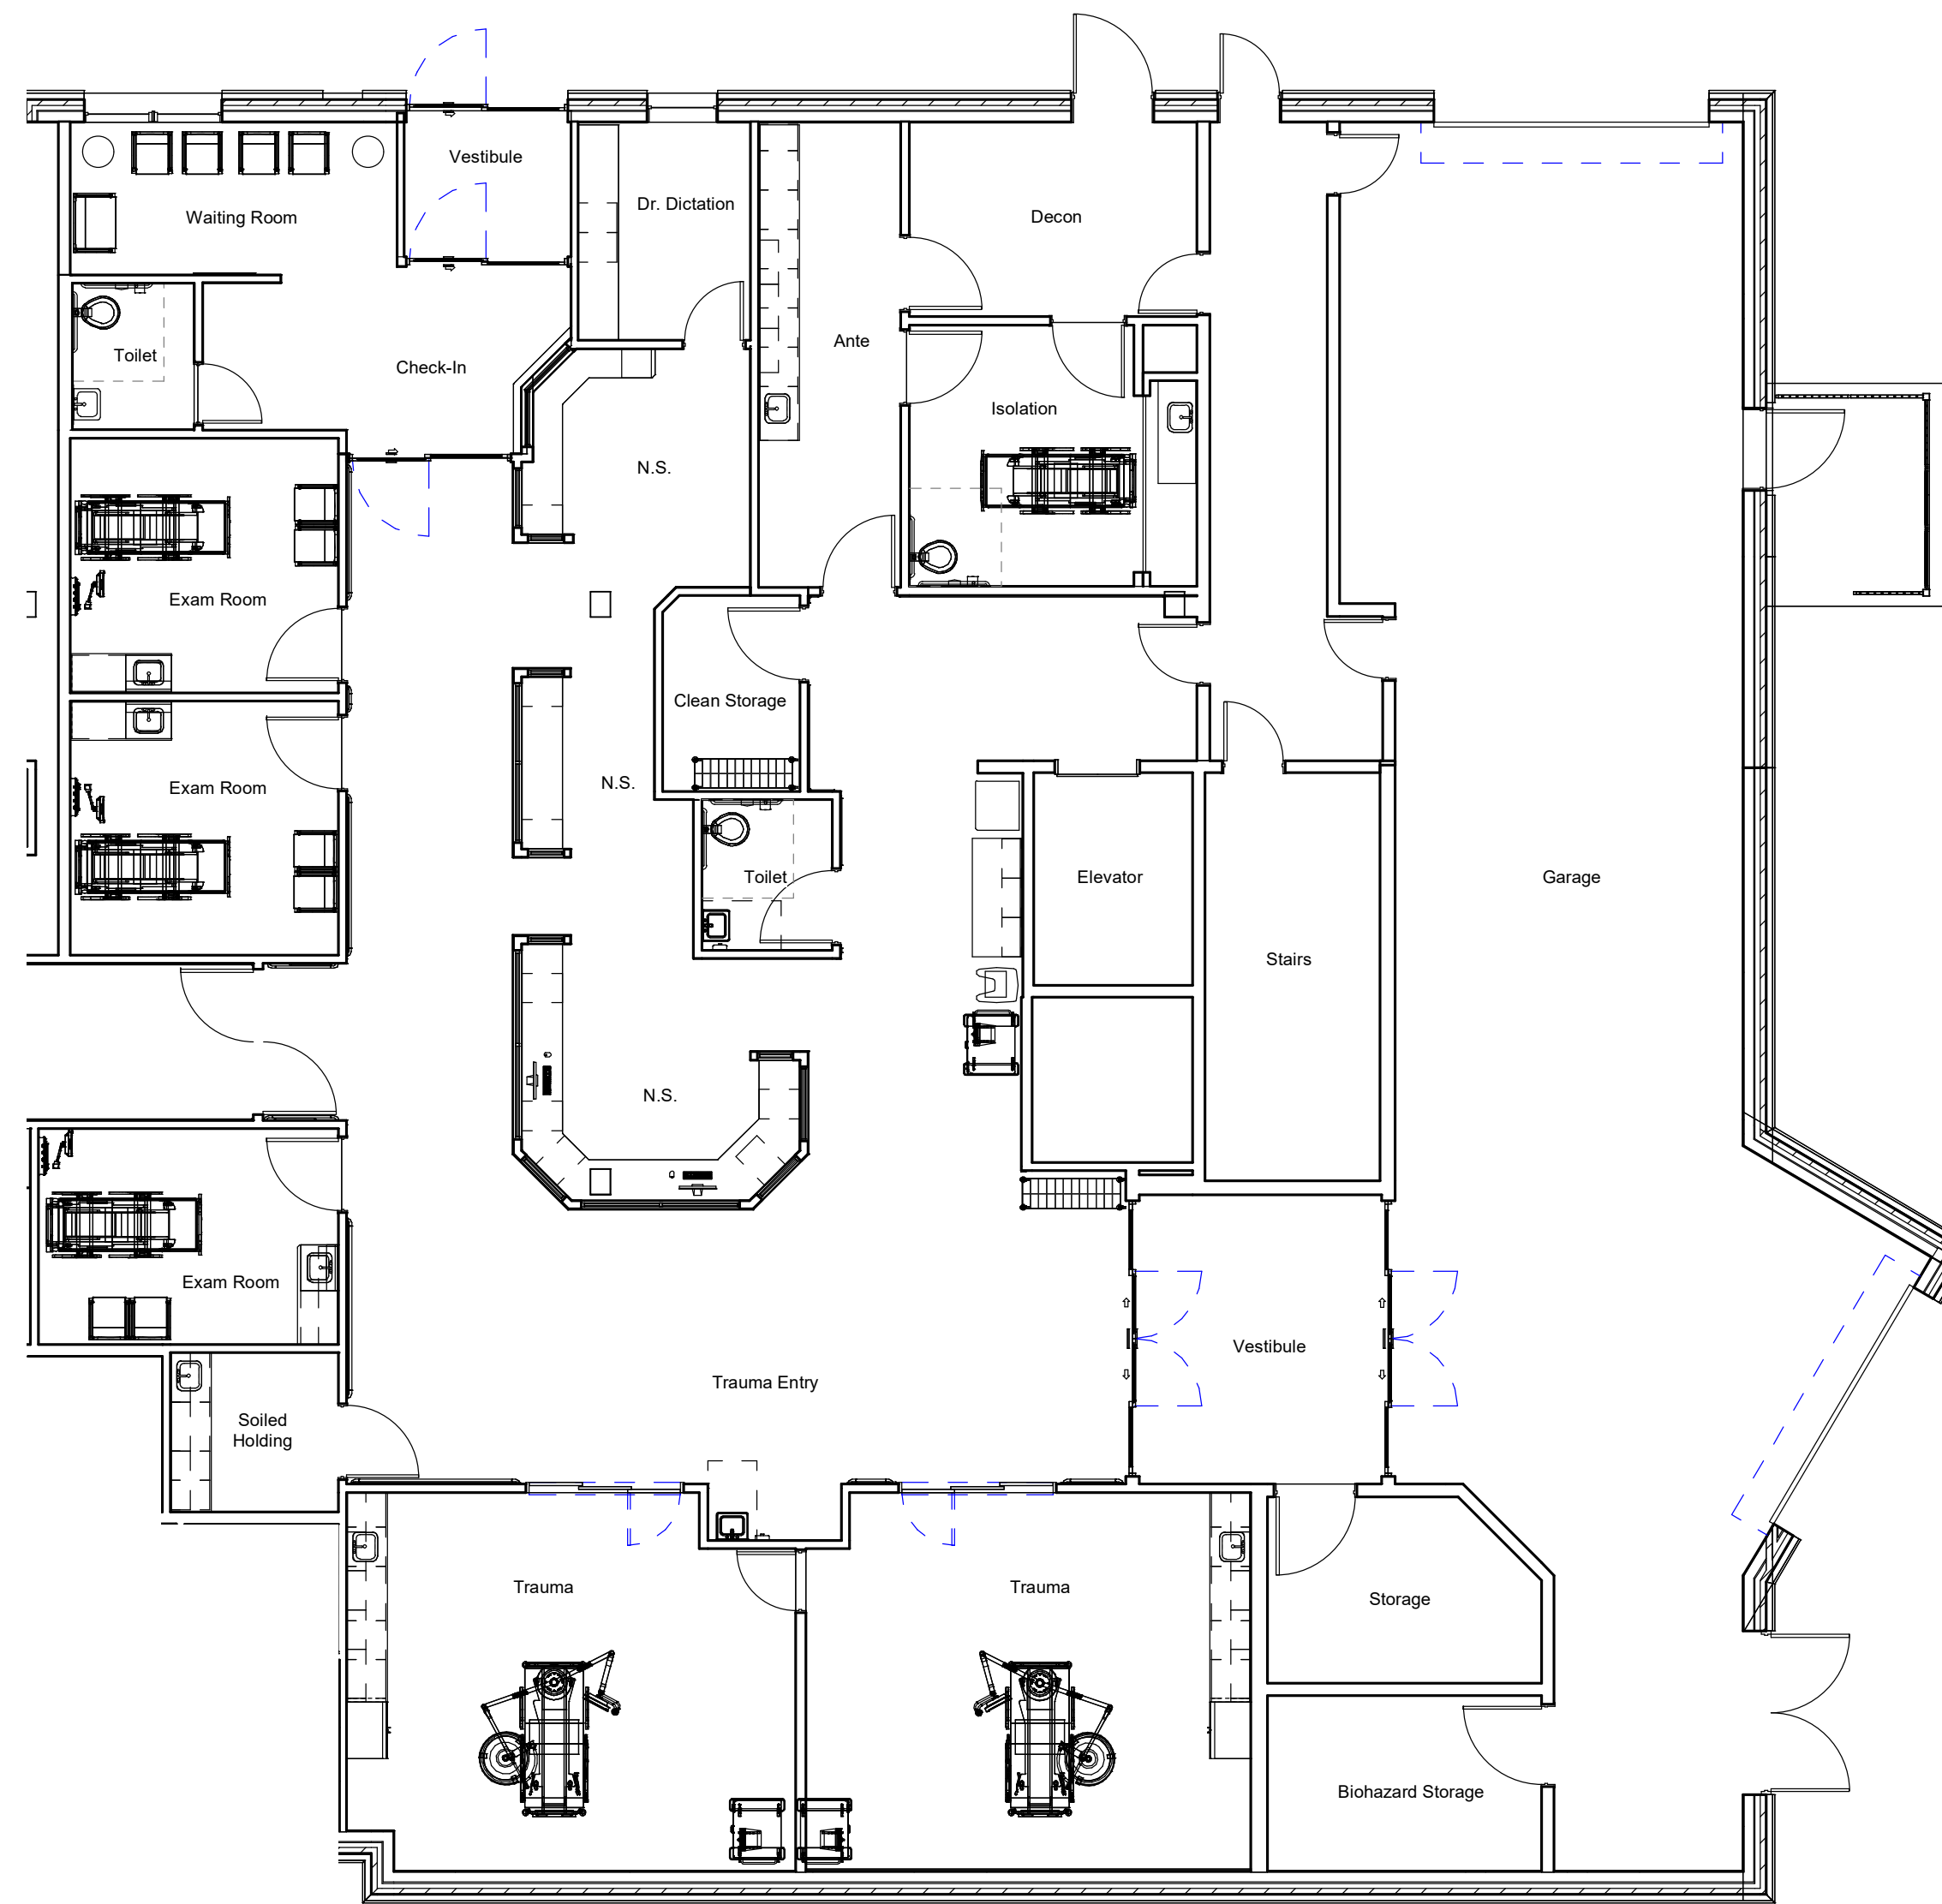 Vestibule
Dr. Dictation
Waiting Room
Decon
Ante
Toilet
Check-In
Isolation
N.S.
Exam Room
Clean Storage
N.S.
Exam Room
Toilet
Elevator
Garage
Stairs
N.S.
Exam Room
Vestibule
Trauma Entry
Soiled
Holding
Trauma
Trauma
Storage
Biohazard Storage